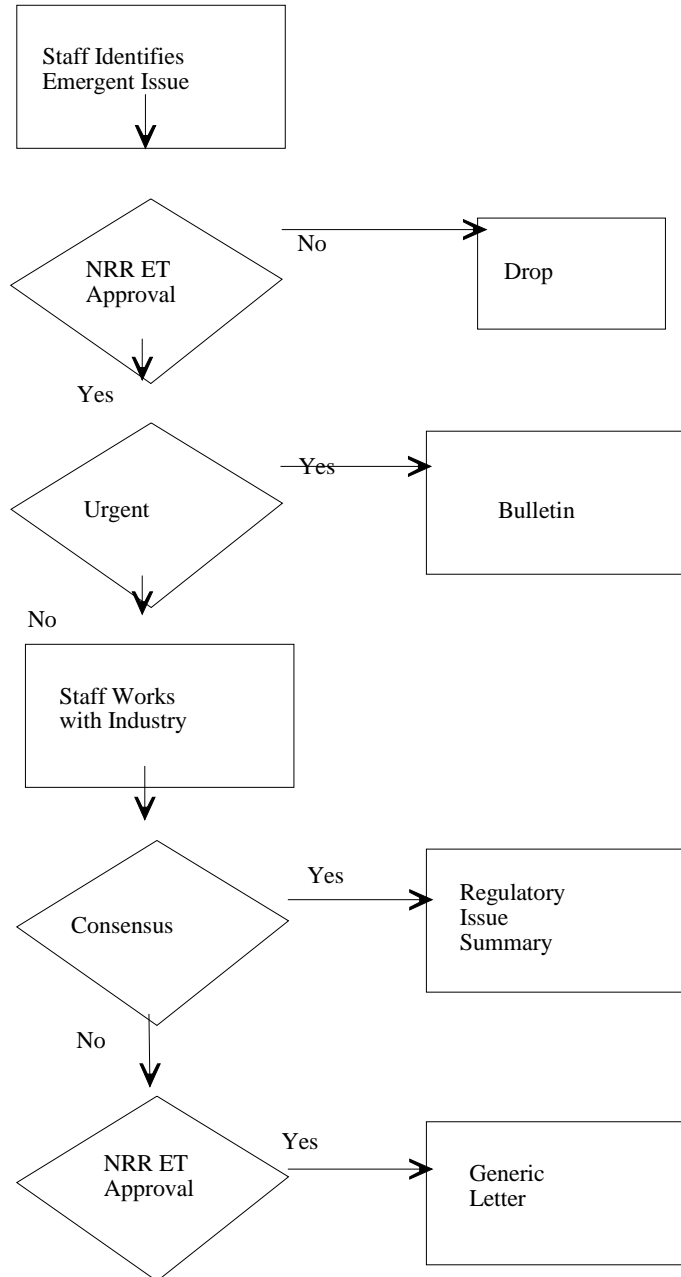 Staff Identifies
Emergent Issue
NRR ET
Approval
No
Drop
Yes
Urgent
Yes
Bulletin
No
Staff Works
with Industry
Consensus
Yes
Regulatory
Issue
Summary
No
NRR ET
Approval
Yes
Generic
Letter